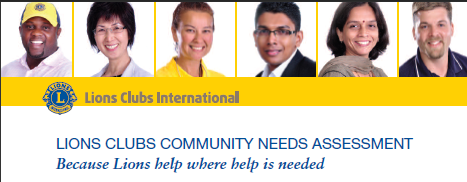 Lions Clubs International
LIONS CLUBS COMMUNITY NEEDS ASSESSMENT
Because Lions help where help is needed